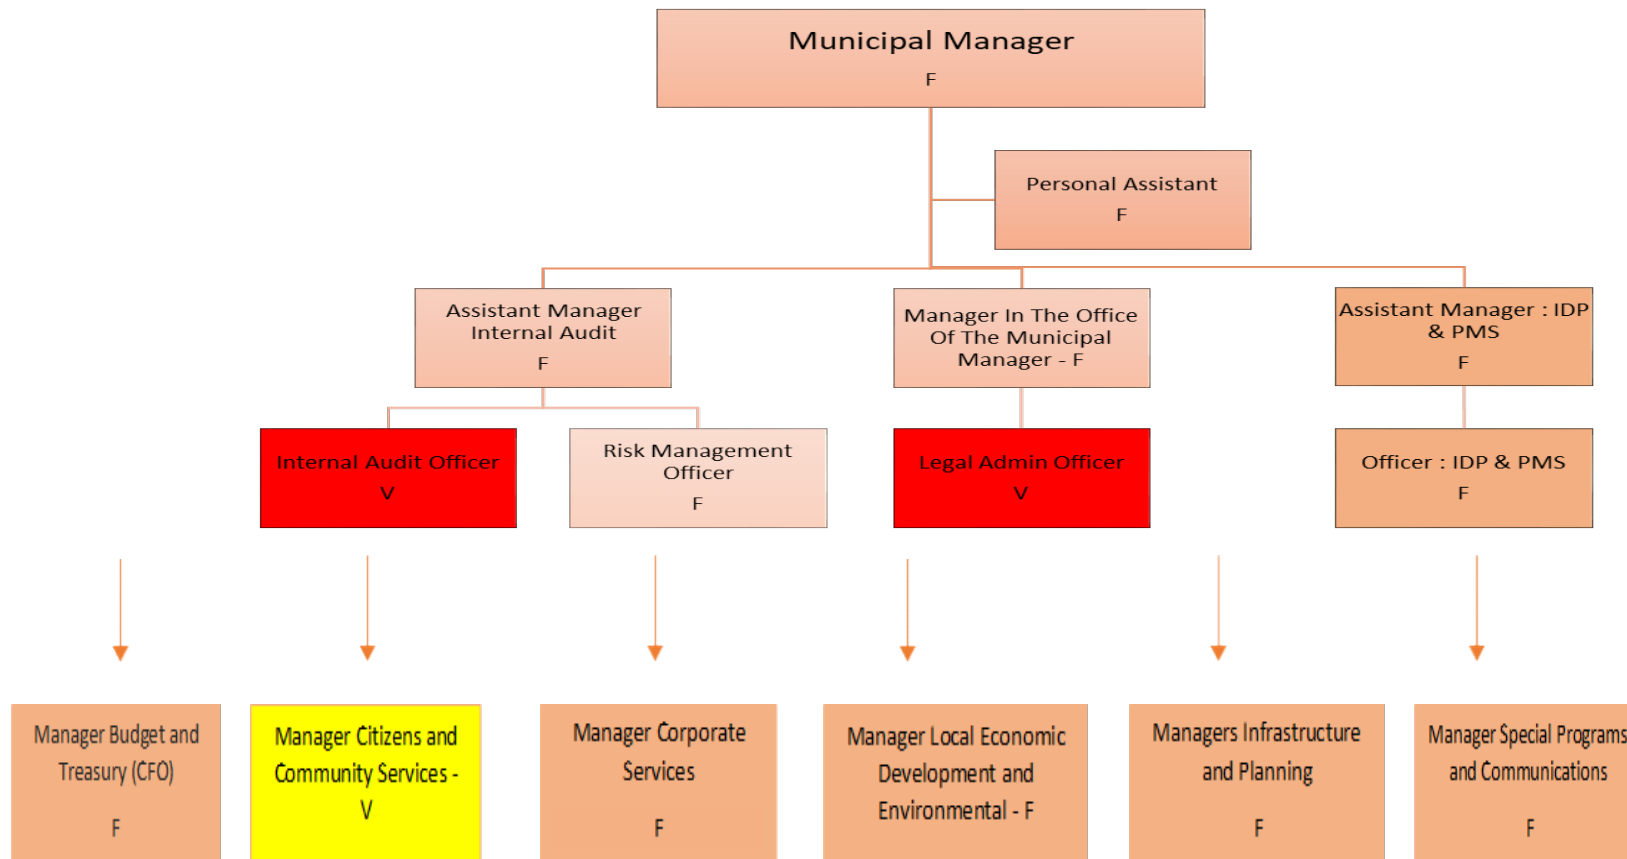 Municipal Manager
F
Personal Assistant
F
Assistant Manager
Internal Audit
F
Manager In The Office
Of The Municipal
Manager - F
Assistant Manager : IDP
& PMS
F
Internal Audit Officer
V
Risk Management
Officer
F
Legal Admin Officer
V
Officer : IDP & PMS
F
Manager Budget and
Treasury (CFO)
F
Manager Citizens and
Community Services -
V
Manager Corporate
Services
F
Manager Local Economic
Development and
Environmental - F
Managers Infrastructure
and Planning
F
Manager Special Programs
and Communications
F